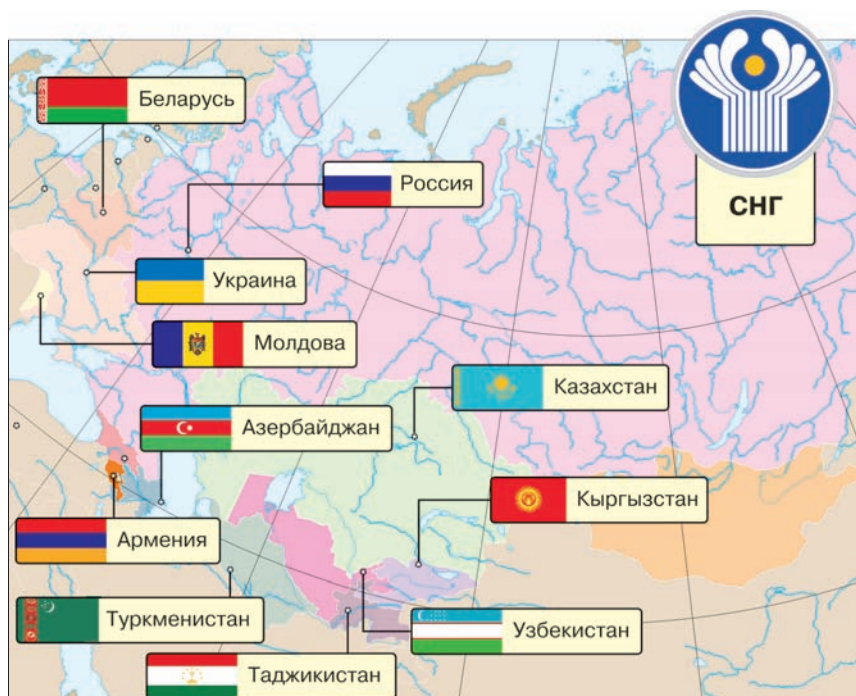 Беларусь
Россия
СНГ
Украина
Молдова
Казахстан
Азербайджан
Кыргызстан
Армения
Туркменистан
Узбекистан
Таджикистан